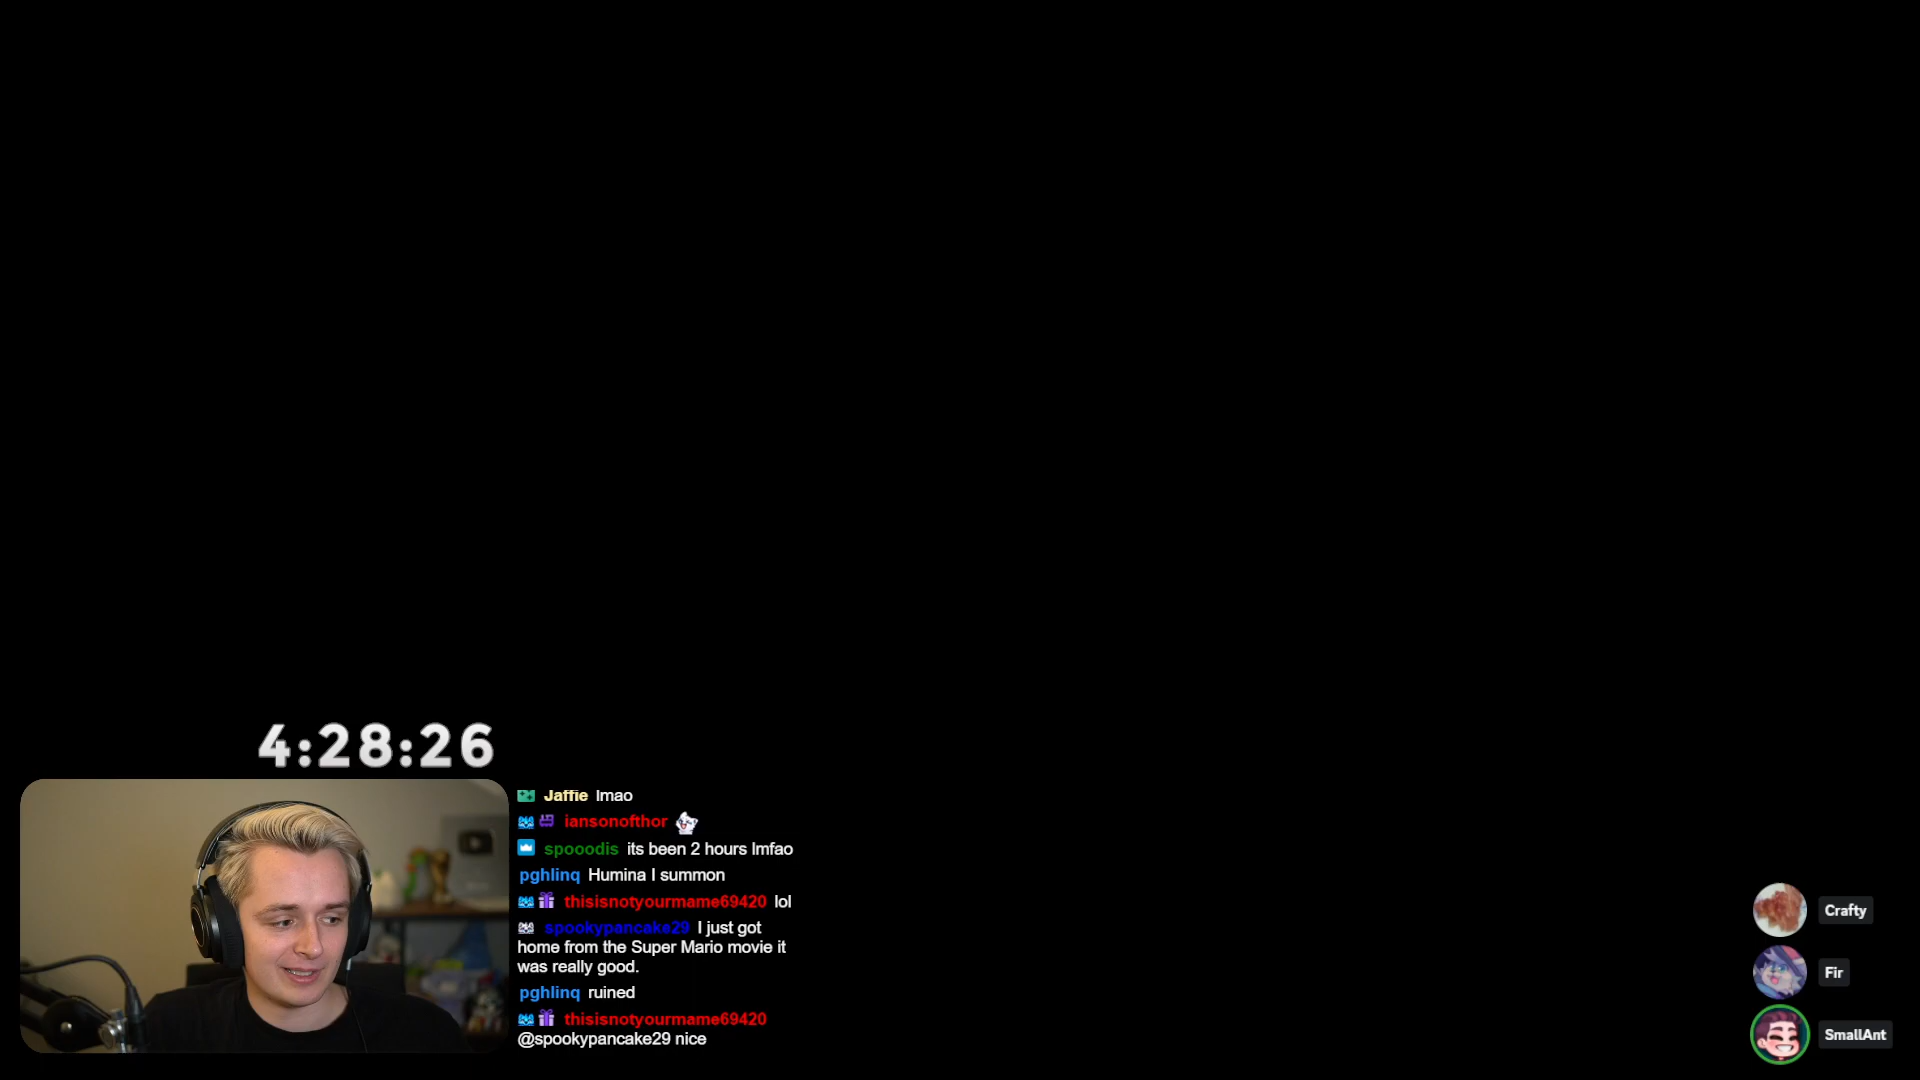 4:28:26
Jaffie lmao
iansonofthor
spooodis its been 2 hours lmfao
pghlinq Humina I summon
thisisnotyourmame69420 lol
spookypancake29 I just got
home from the Super Mario movie it
was really good.
pghlinq ruined
thisisnotyourmame69420
@spookypancake29 nice
Crafty
Fir
SmallAnt